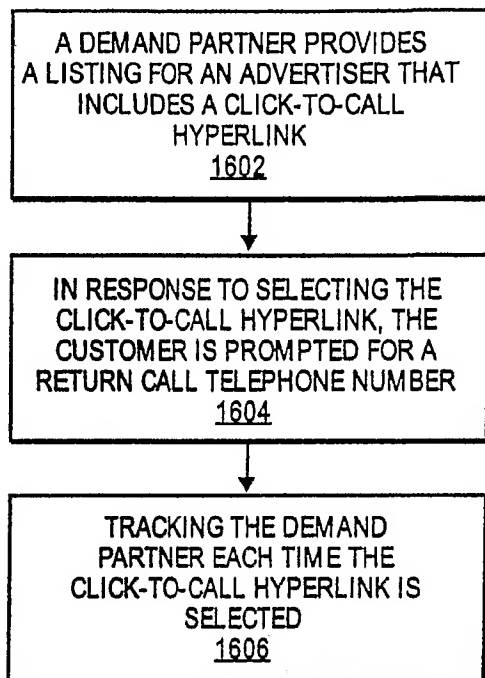 A DEMAND PARTNER PROVIDES
A LISTING FOR AN ADVERTISER THAT
INCLUDES A CLICK-TO-CALL
HYPERLINK
1602
IN RESPONSE TO SELECTING THE
CLICK-TO-CALL HYPERLINK, THE
CUSTOMER IS PROMPTED FOR A
RETURN CALL TELEPHONE NUMBER
1604
TRACKING THE DEMAND
PARTNER EACH TIME THE
CLICK-TO-CALL HYPERLINK IS
SELECTED
1606